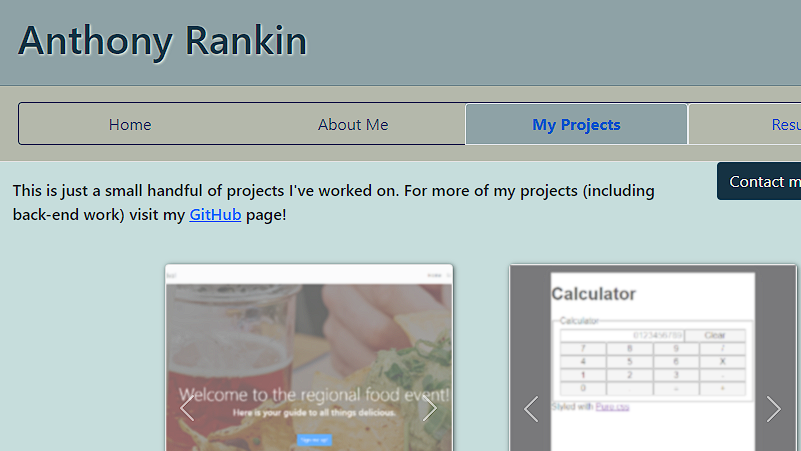 Anthony Rankin
Home
About Me
My Projects
Resu
Contact m
This is just a small handful of projects I've worked on. For more of my projects (including
back-end work) visit my GitHub page!
Welcome to the regional food event!
Here is your guide to all things delicious.
Sign me up!
Calculator
Calculator
0123456789 Clear
7 8 9 /
4 5 6 X
1 2 3 -
0 . = +
Styled with Pure.css